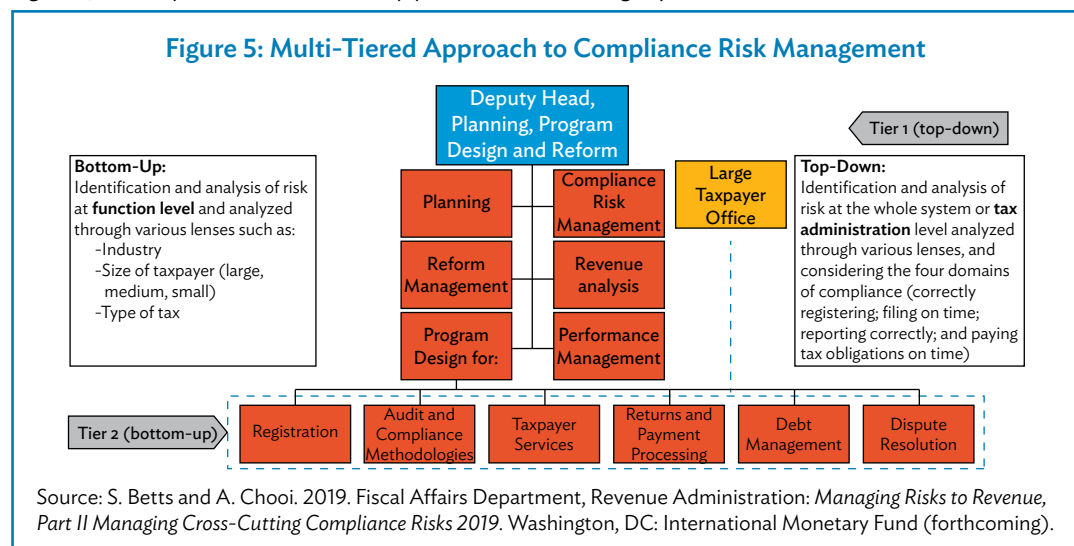 Figure 5: Multi-Tiered Approach to Compliance Risk Management
Deputy Head,
Planning, Program
Design and Reform
Tier 1 (top-down)
Bottom-Up:
Identification and analysis of risk
at function level and analyzed
through various lenses such as:
-Industry
-Size of taxpayer (large,
medium, small)
-Type of tax
Planning
Compliance
Risk
Management
Large
Taxpayer
Office
Top-Down:
Identification and analysis of
risk at the whole system or tax
administration level analyzed
through various lenses, and
considering the four domains
of compliance (correctly
registering; filing on time;
reporting correctly; and paying
tax obligations on time)
Reform
Management
Revenue
analysis
Program
Design for:
Performance
Management
Tier 2 (bottom-up)
Registration
Audit and
Compliance
Methodologies
Taxpayer
Services
Returns and
Payment
Processing
Debt
Management
Dispute
Resolution
Source: S. Betts and A. Chooi. 2019. Fiscal Affairs Department, Revenue Administration: Managing Risks to Revenue,
Part II Managing Cross-Cutting Compliance Risks 2019. Washington, DC: International Monetary Fund (forthcoming).